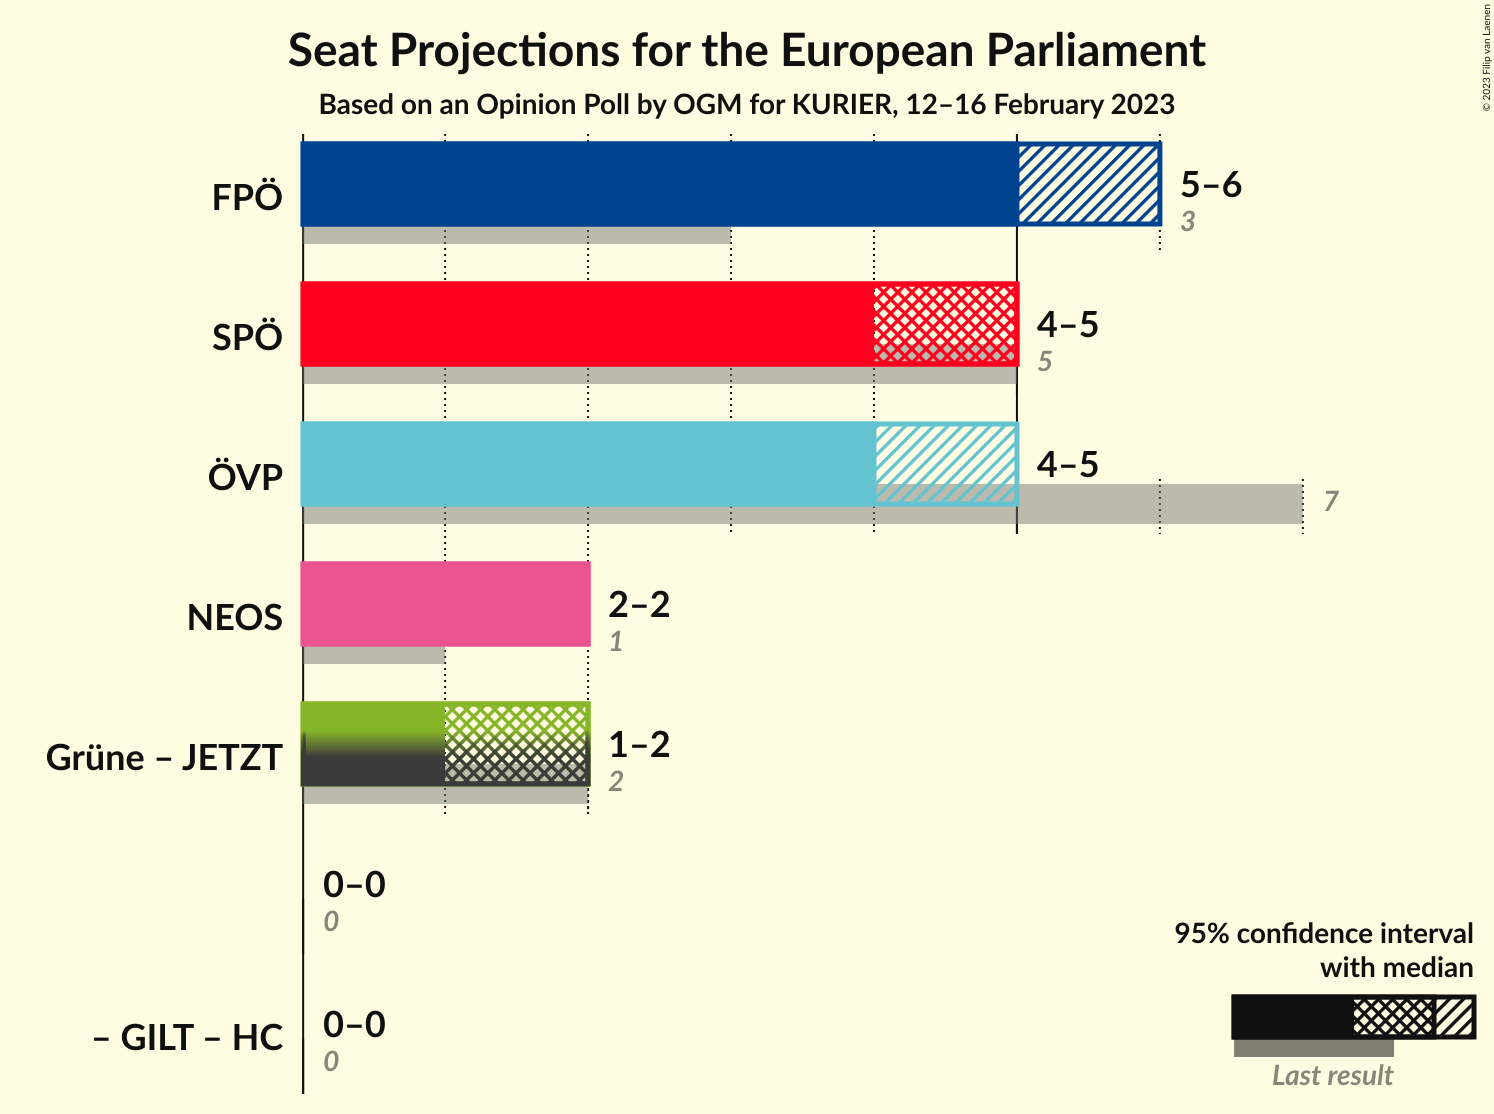 Seat Projections for the European Parliament
Based on an Opinion Poll by OGM for KURIER, 12–16 February 2023
© 2023 Filip van Laenen
FPÖ
5–6
3
SPÖ
4–5
5
ÖVP
4–5
7
NEOS
2–2
1
Grüne – JETZT
1–2
2
0–0
0
– GILT – HC
0–0
0
95% confidence interval
with median
Last result